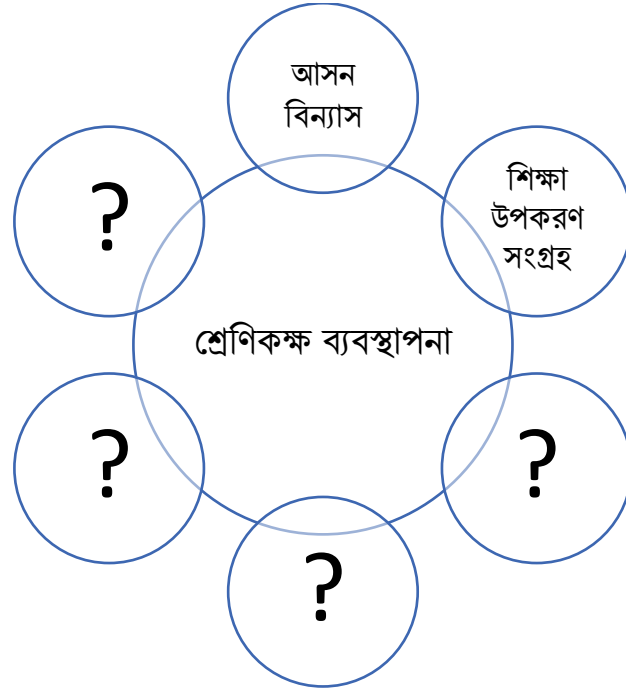 আসন
বিন্যাস
শিক্ষা
উপকরণ
সংগ্রহ
?
শ্রেণিকক্ষ ব্যবস্থাপনা
?
?
?